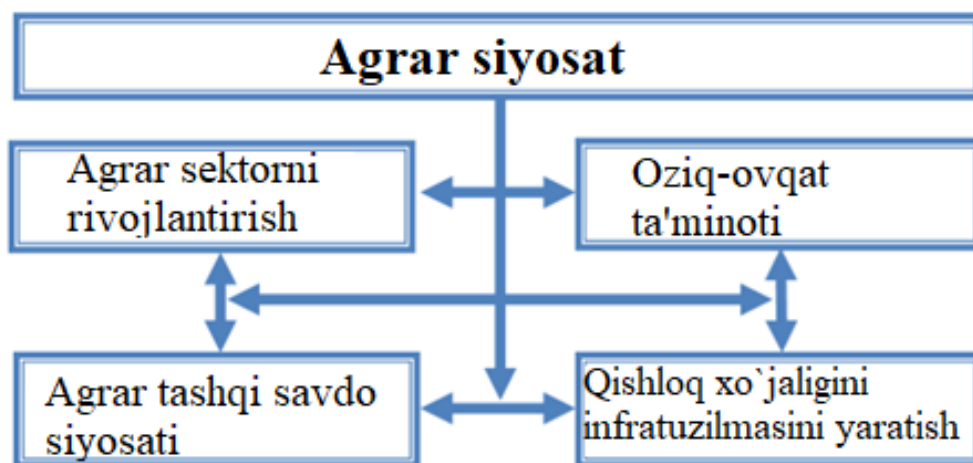 Agrar siyosat
Agrar sektorni
rivojlantirish
Oziq-ovqat
ta'minoti
Agrar tashqi savdo
siyosati
Qishloq xo`jaligini
infratuzilmasini yaratish